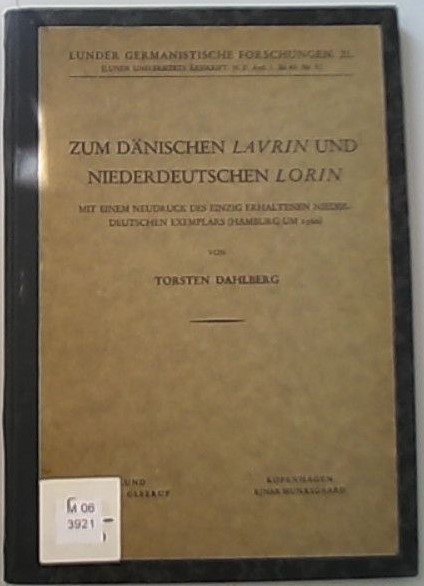 LUNDER GERMANISTISCHE FORSCHUNGEN 21.
ZUM DÄNISCHEN LAVRIN UND
NIEDERDEUTSCHEN LORIN
MIT EINEM NEUDRUCK DES EINZIG ERHALTENEN NIEDER-
DEUTSCHEN EXEMPLARS (HAMBURG UM 1560)
VON
TORSTEN DAHLBERG
UND
GLEERUP
KOPENHAGEN
EJNAR MUNKSGAARD
M 06
3921